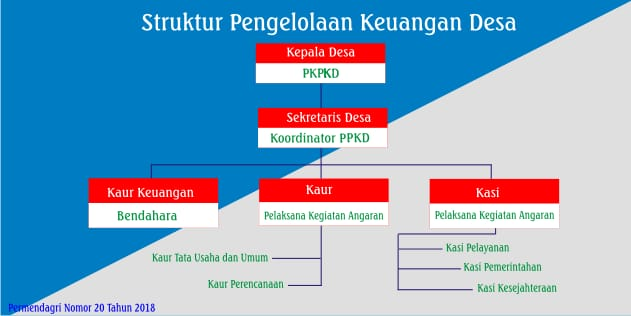 Struktur Pengelolaan Keuangan Desa
Kepala Desa
PKPKD
Sekretaris Desa
Koordinator PPKD
Kaur Keuangan
Bendahara
Kaur
Pelaksana Kegiatan Angaran
Kasi
Pelaksana Kegiatan Angaran
Kaur Tata Usaha dan Umum
Kaur Perencanaan
Kasi Pelayanan
Kasi Pemerintahan
Kasi Kesejahteraan
Permendagri Nomor 20 Tahun 2018